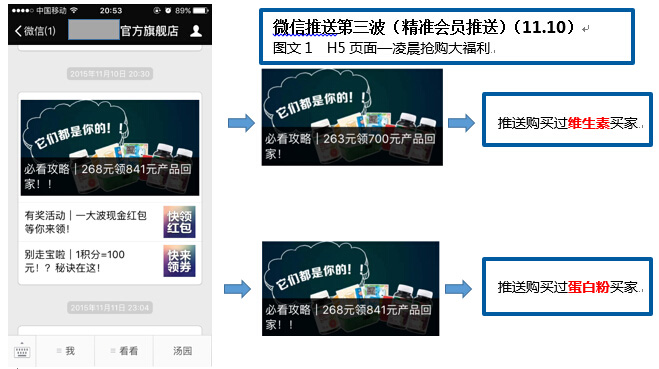 中国移动 20:53 89%
微信(1) 官方旗舰店
2015年11月10日 20:30
它们都是你的！！
必看攻略｜268元领841元产品回
家！！
有奖活动｜一大波现金红包
等你来领！
快领
红包
别走宝啦｜1积分=100
元！？秘诀在这！
快来
领券
2015年11月11日 23:04
我 看看 汤园
微信推送第三波（精准会员推送）（11.10）
图文 1 H5 页面—凌晨抢购大福利
它们都是你的！！
必看攻略｜263元领700元产品回
家!
推送购买过维生素买家
它们都是你的！！
必看攻略｜268元领841元产品回
家！！
推送购买过蛋白粉买家